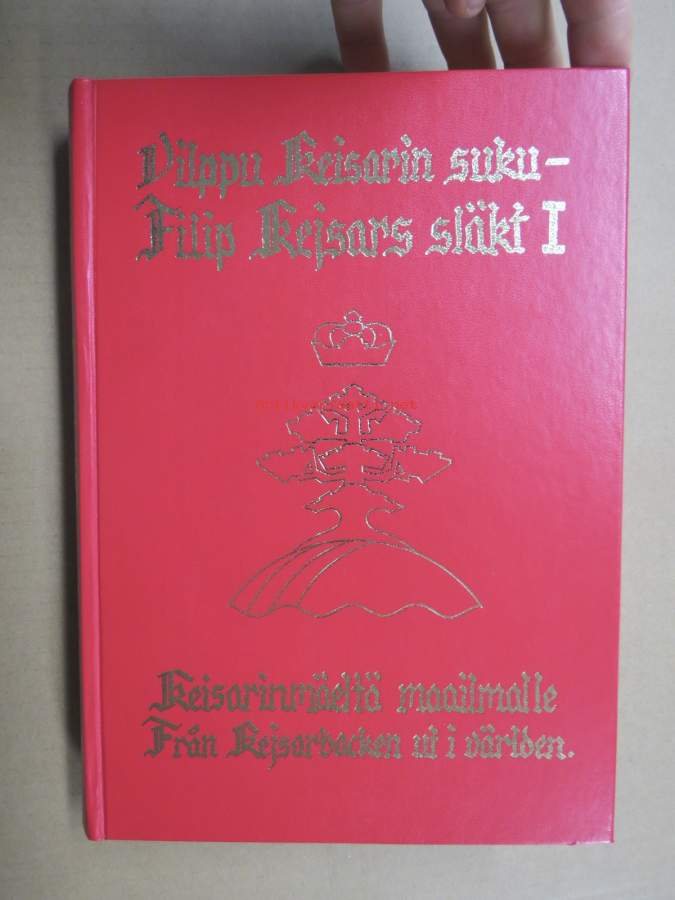 Vilppu Keisarin suku–
Filip Kejsars släkt I
Keisarinmäeltä maailmalle
Från Kejsarbacken ut i världen.